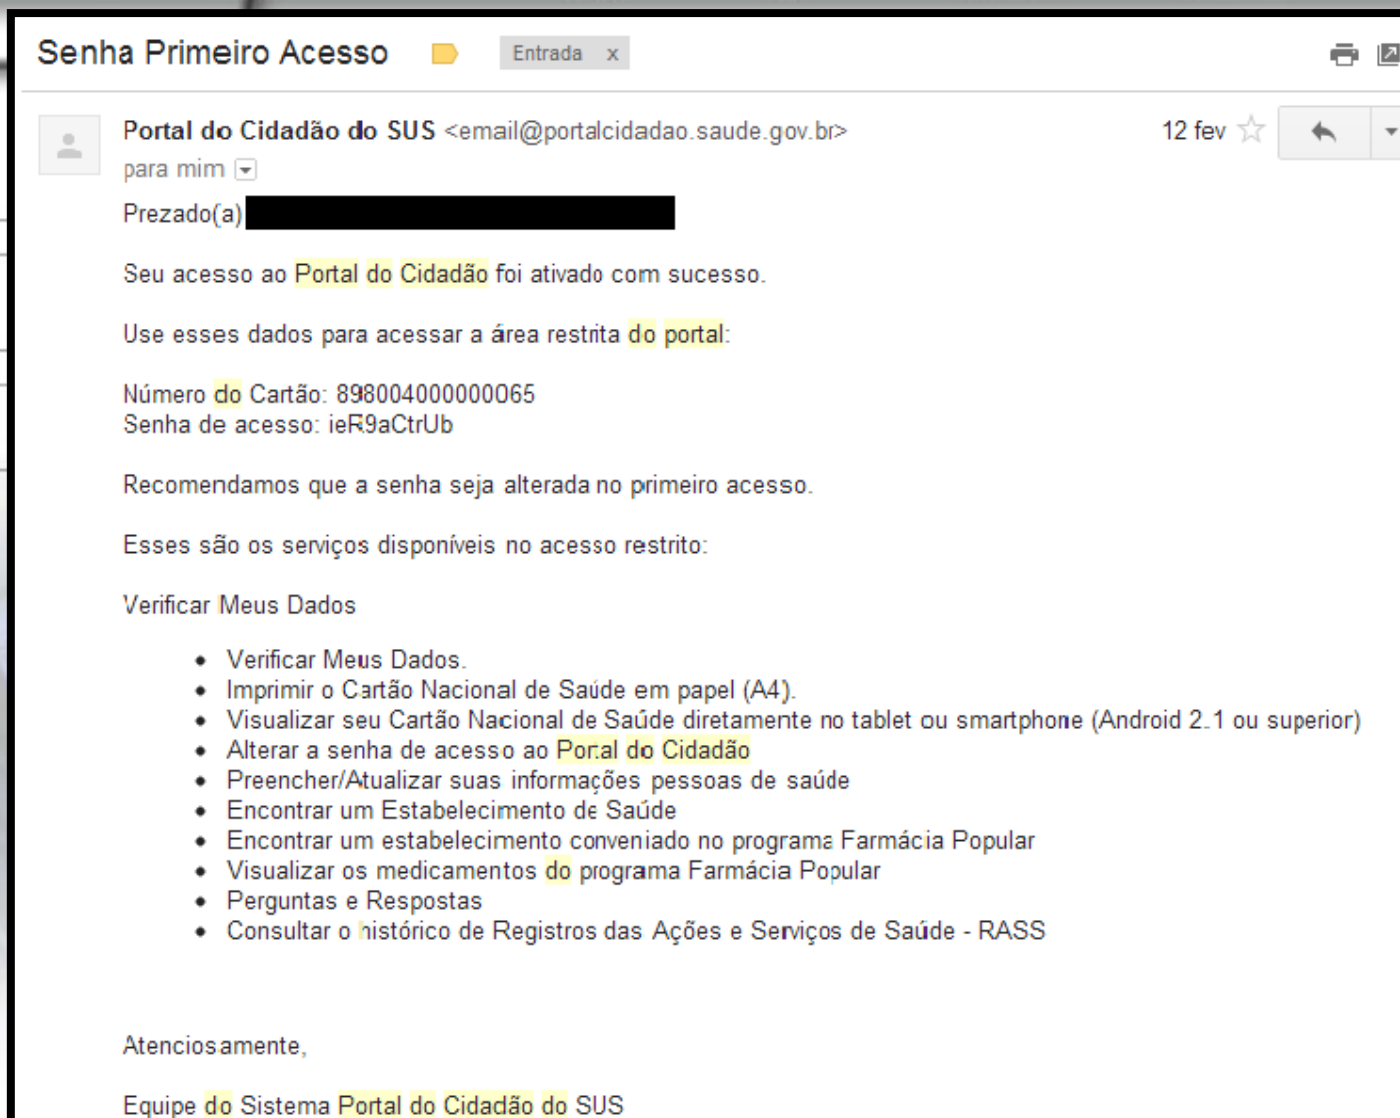 Senha Primeiro Acesso
Entrada x
Portal do Cidadão do SUS <email@portalcidadao.saude.gov.br>
12 fev
para mim
Prezado(a)
Seu acesso ao Portal do Cidadão foi ativado com sucesso.
Use esses dados para acessar a área restrita do portal:
Número do Cartão: 898004000000065
Senha de acesso: ieR9aCtrUb
Recomendamos que a senha seja alterada no primeiro acesso.
Esses são os serviços disponíveis no acesso restrito:
Verificar Meus Dados
• Verificar Meus Dados.
• Imprimir o Cartão Nacional de Saúde em papel (A4).
• Visualizar seu Cartão Nacional de Saúde diretamente no tablet ou smartphone (Android 2.1 ou superior)
• Alterar a senha de acesso ao Portal do Cidadão
• Preencher/Atualizar suas informações pessoas de saúde
• Encontrar um Estabelecimento de Saúde
• Encontrar um estabelecimento conveniado no programa Farmácia Popular
• Visualizar os medicamentos do programa Farmácia Popular
• Perguntas e Respostas
• Consultar o histórico de Registros das Ações e Serviços de Saúde - RASS
Atenciosamente,
Equipe do Sistema Portal do Cidadão do SUS